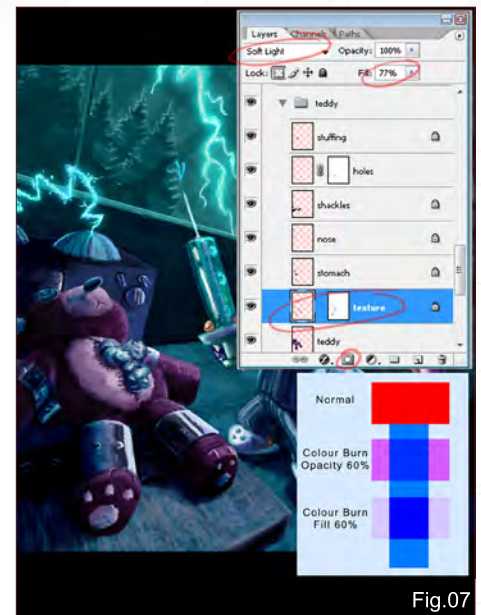 Layers Channels Paths
Soft Light Opacity: 100%
Lock: Fill: 77%
teddy
stuffing
holes
shackles
nose
stomach
texture
teddy
Normal
Colour Burn
Opacity 60%
Colour Burn
Fill 60%
Fig.07